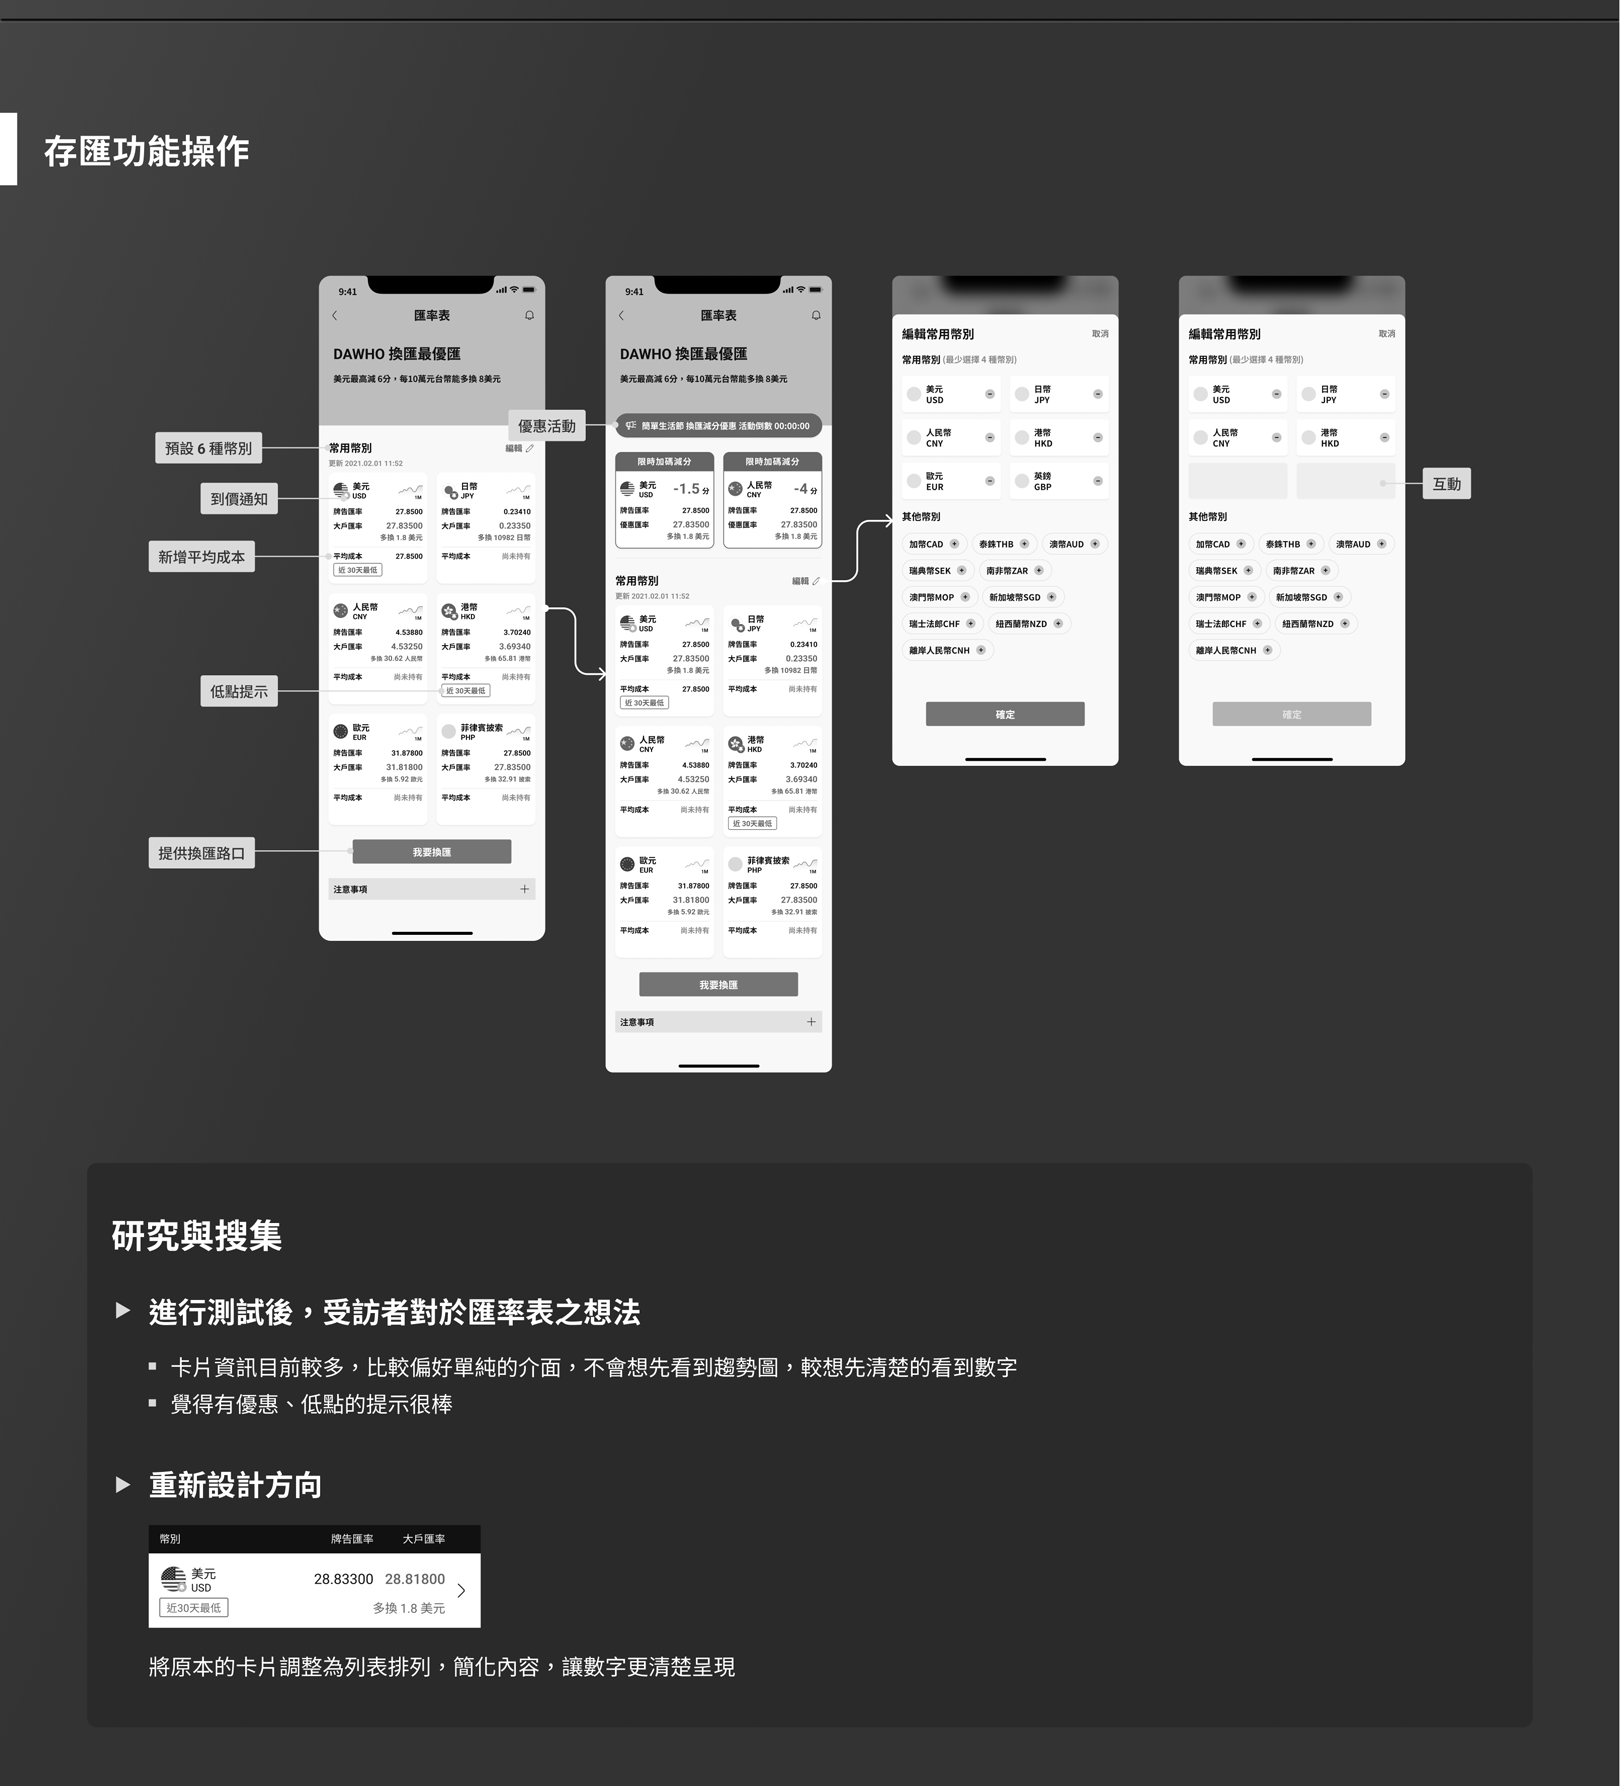 存匯功能操作
預設 6 種幣別
到價通知
新增平均成本
低點提示
提供換匯路口
9:41
匯率表
DAWHO 換匯最優匯
美元最高減 6分，每10萬元台幣能多換 8美元
常用幣別
編輯
更新 2021.02.01 11:52
美元
USD
1M
牌告匯率 27.8500
大戶匯率 27.83500
多換 1.8 美元
平均成本 27.8500
近 30天最低
日幣
JPY
1M
牌告匯率 0.23410
大戶匯率 0.23350
多換 10982 日幣
平均成本 尚未持有
人民幣
CNY
1M
牌告匯率 4.53880
大戶匯率 4.53250
多換 30.62 人民幣
平均成本 尚未持有
港幣
HKD
1M
牌告匯率 3.70240
大戶匯率 3.69340
多換 65.81 港幣
平均成本 尚未持有
近 30天最低
歐元
EUR
1M
牌告匯率 31.87800
大戶匯率 31.81800
多換 5.92 歐元
平均成本 尚未持有
菲律賓披索
PHP
1M
牌告匯率 27.8500
大戶匯率 27.83500
多換 32.91 披索
平均成本 尚未持有
我要換匯
注意事項
優惠活動
9:41
匯率表
DAWHO 換匯最優匯
美元最高減 6分，每10萬元台幣能多換 8美元
簡單生活節 換匯減分優惠 活動倒數 00:00:00
限時加碼減分
美元
USD
-1.5 分
牌告匯率 27.8500
優惠匯率 27.83500
多換 1.8 美元
限時加碼減分
人民幣
CNY
-4 分
牌告匯率 27.8500
優惠匯率 27.83500
多換 1.8 美元
常用幣別
編輯
更新 2021.02.01 11:52
美元
USD
1M
牌告匯率 27.8500
大戶匯率 27.83500
多換 1.8 美元
平均成本 27.8500
近 30天最低
日幣
JPY
1M
牌告匯率 0.23410
大戶匯率 0.23350
多換 10982 日幣
平均成本 尚未持有
人民幣
CNY
1M
牌告匯率 4.53880
大戶匯率 4.53250
多換 30.62 人民幣
平均成本 尚未持有
港幣
HKD
1M
牌告匯率 3.70240
大戶匯率 3.69340
多換 65.81 港幣
平均成本 尚未持有
近 30天最低
歐元
EUR
1M
牌告匯率 31.87800
大戶匯率 31.81800
多換 5.92 歐元
平均成本 尚未持有
菲律賓披索
PHP
1M
牌告匯率 27.8500
大戶匯率 27.83500
多換 32.91 披索
平均成本 尚未持有
我要換匯
注意事項
編輯常用幣別 取消
常用幣別 (最少選擇 4 種幣別)
美元
USD
日幣
JPY
人民幣
CNY
港幣
HKD
歐元
EUR
英鎊
GBP
其他幣別
加幣CAD 泰銖THB 澳幣AUD
瑞典幣SEK 南非幣ZAR
澳門幣MOP 新加坡幣SGD
瑞士法郎CHF 紐西蘭幣NZD
離岸人民幣CNH
確定
編輯常用幣別 取消
常用幣別 (最少選擇 4 種幣別)
美元
USD
日幣
JPY
人民幣
CNY
港幣
HKD
互動
其他幣別
加幣CAD 泰銖THB 澳幣AUD
瑞典幣SEK 南非幣ZAR
澳門幣MOP 新加坡幣SGD
瑞士法郎CHF 紐西蘭幣NZD
離岸人民幣CNH
確定
研究與搜集
進行測試後，受訪者對於匯率表之想法
卡片資訊目前較多，比較偏好單純的介面，不會想先看到趨勢圖，較想先清楚的看到數字
覺得有優惠、低點的提示很棒
重新設計方向
幣別 牌告匯率 大戶匯率
美元
USD
28.83300 28.81800
近30天最低
多換 1.8 美元
將原本的卡片調整為列表排列，簡化內容，讓數字更清楚呈現